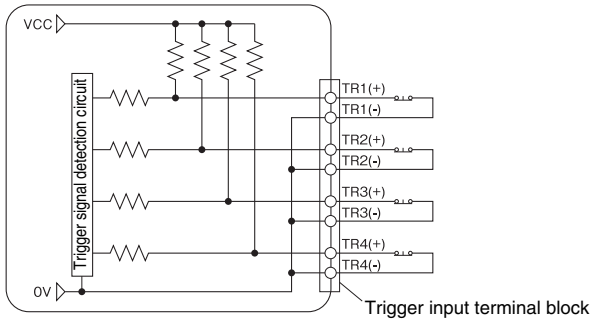 VCC
Trigger signal detection circuit
0V
TR1(+)
TR1(-)
TR2(+)
TR2(-)
TR3(+)
TR3(-)
TR4(+)
TR4(-)
Trigger input terminal block